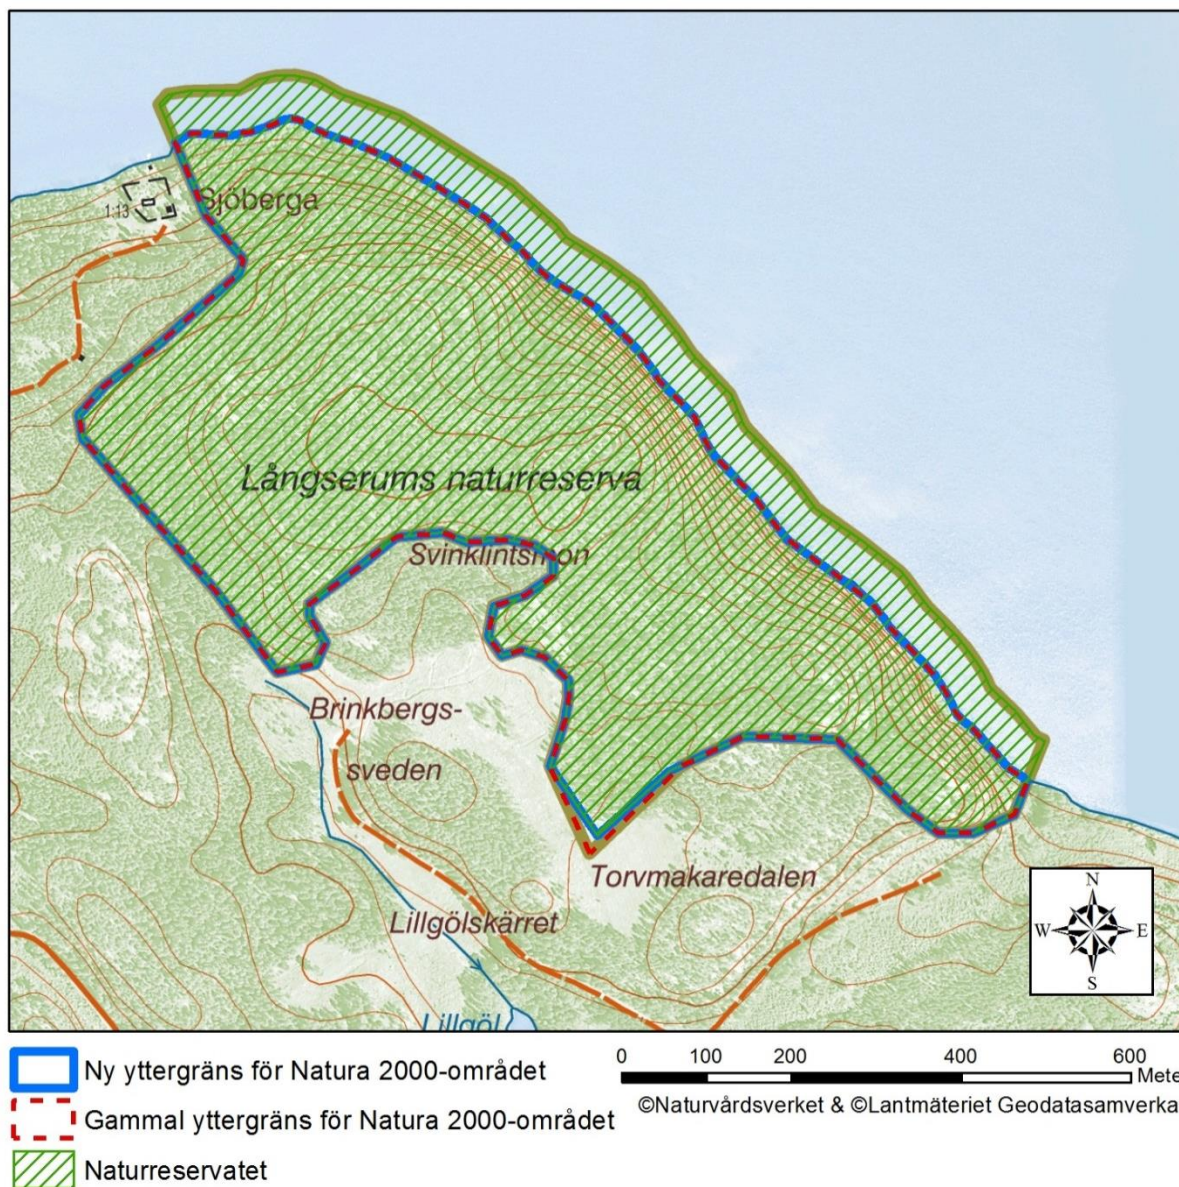 Sjöberga
1:13
Långserums naturreserva
Svinklintsmon
Brinkbergs-
sveden
Torvmakaredalen
Lillgölskärret
Lillgöl
N
W E
S
Ny yttergräns för Natura 2000-området
Gammal yttergräns för Natura 2000-området
Naturreservatet
0 100 200 400 600
Mete
©Naturvårdsverket & ©Lantmäteriet Geodatasamverka